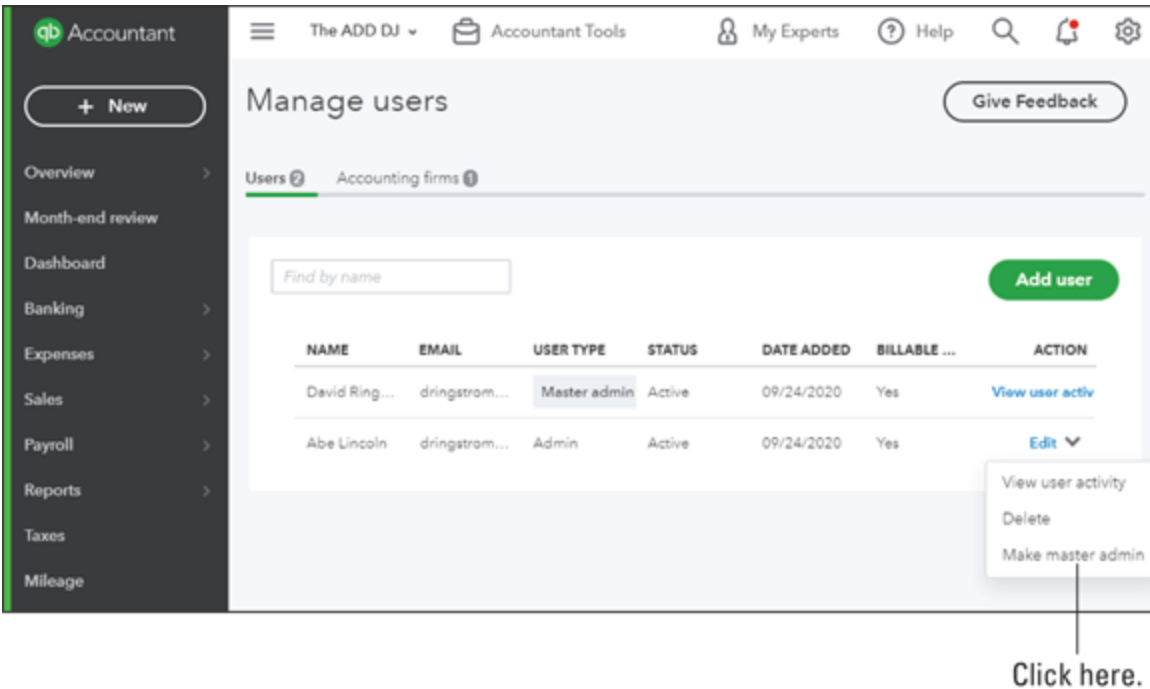 qb Accountant
The ADD DJ Accountant Tools My Experts ? Help
+ New
Manage users
Give Feedback
Overview
Users 2 Accounting firms 1
Month-end review
Dashboard
Find by name
Add user
Banking
Expenses
NAME EMAIL USER TYPE STATUS DATE ADDED BILLABLE ... ACTION
David Ring... dringstrom... Master admin Active 09/24/2020 Yes View user activ
Sales
Abe Lincoln dringstrom... Admin Active 09/24/2020 Yes Edit
Payroll
View user activity
Reports
Delete
Taxes
Make master admin
Mileage
Click here.